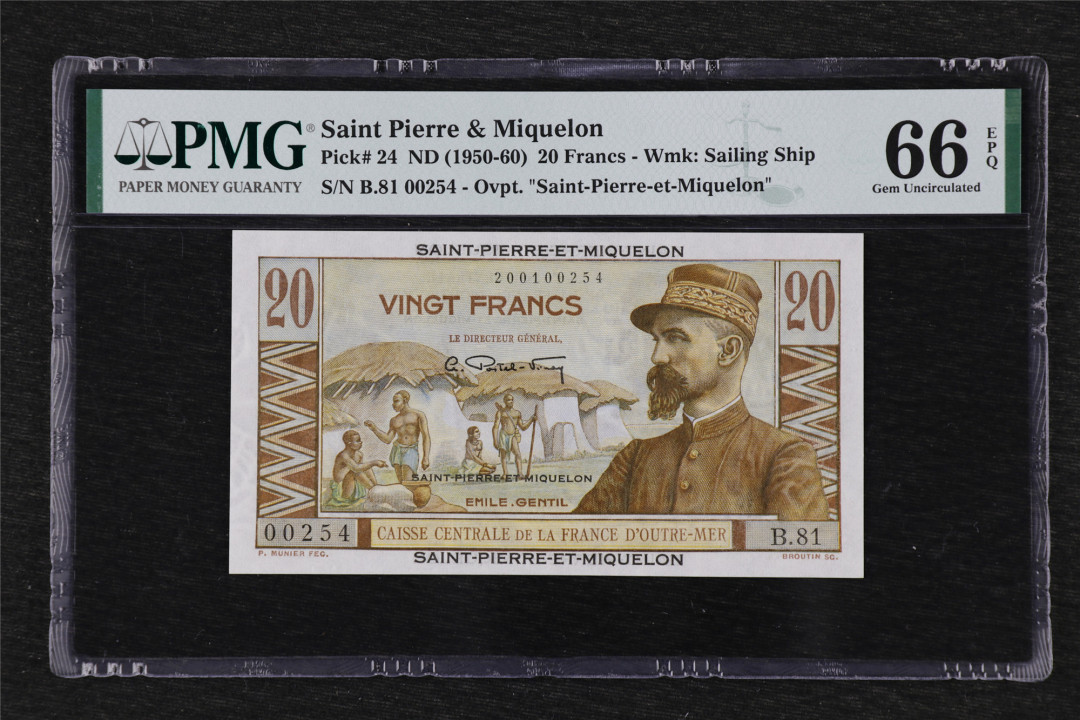 PMG®
PAPER MONEY GUARANTY
Saint Pierre & Miquelon
Pick# 24 ND (1950-60) 20 Francs - Wmk: Sailing Ship
S/N B.81 00254 - Ovpt. "Saint-Pierre-et-Miquelon"
66
Gem Uncirculated
EPQ
SAINT-PIERRE-ET-MIQUELON
20
200100254
20
VINGT FRANCS
LE DIRECTEUR GÉNÉRAL,
G. Postel-Vinay
SAINT-PIERRE-ET-MIQUELON
EMILE.GENTIL
00254
CAISSE CENTRALE DE LA FRANCE D'OUTRE-MER
B.81
P. MUNIER FEC.
SAINT-PIERRE-ET-MIQUELON
BROUTIN SC.